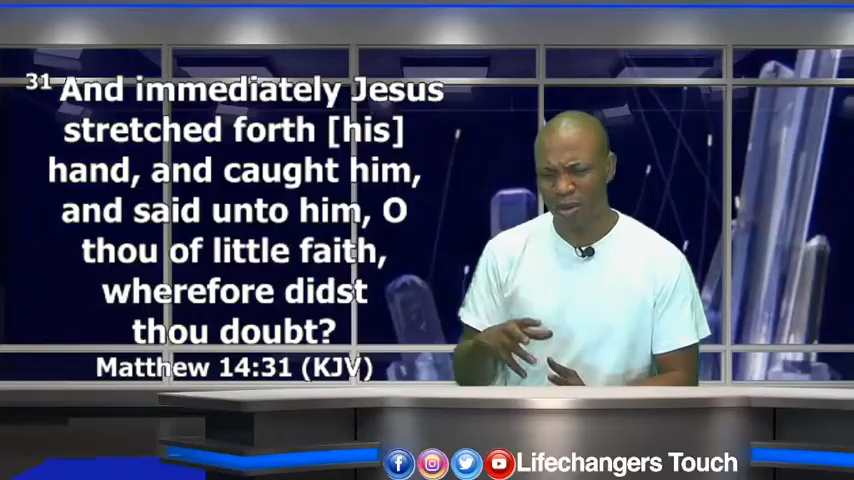 31 And immediately Jesus
stretched forth [his]
hand, and caught him,
and said unto him, O
thou of little faith,
wherefore didst
thou doubt?
Matthew 14:31 (KJV)
Lifechangers Touch